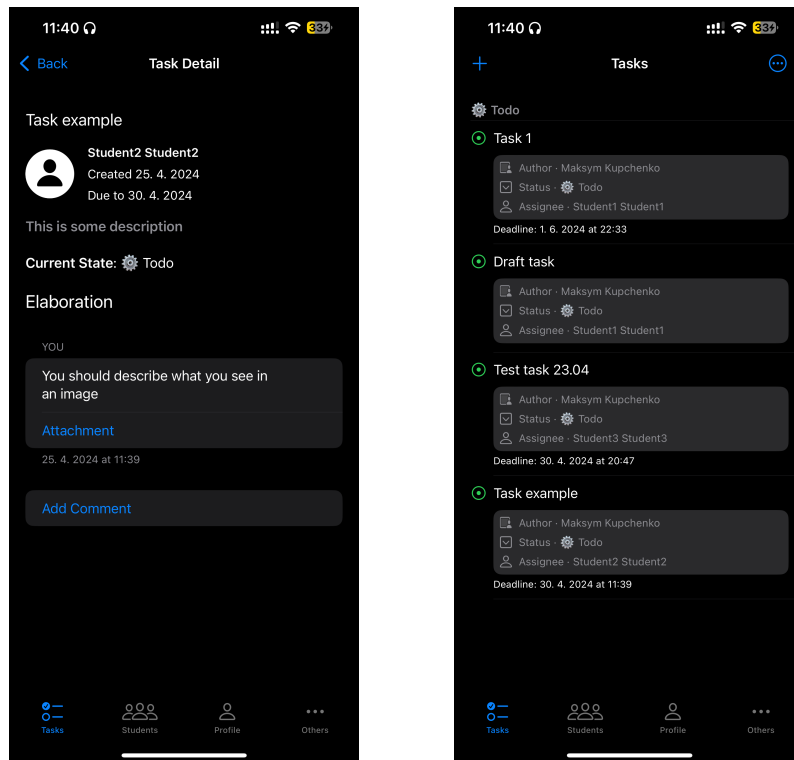 11:40
33
Back
Task Detail
Task example
Student2 Student2
Created 25. 4. 2024
Due to 30. 4. 2024
This is some description
Current State: Todo
Elaboration
YOU
You should describe what you see in
an image
Attachment
25. 4. 2024 at 11:39
Add Comment
Tasks
Students
Profile
Others
11:40
33
Tasks
Todo
Task 1
Author · Maksym Kupchenko
Status · Todo
Assignee · Student1 Student1
Deadline: 1. 6. 2024 at 22:33
Draft task
Author · Maksym Kupchenko
Status · Todo
Assignee · Student1 Student1
Test task 23.04
Author · Maksym Kupchenko
Status · Todo
Assignee · Student3 Student3
Deadline: 30. 4. 2024 at 20:47
Task example
Author · Maksym Kupchenko
Status · Todo
Assignee · Student2 Student2
Deadline: 30. 4. 2024 at 11:39
Tasks
Students
Profile
Others